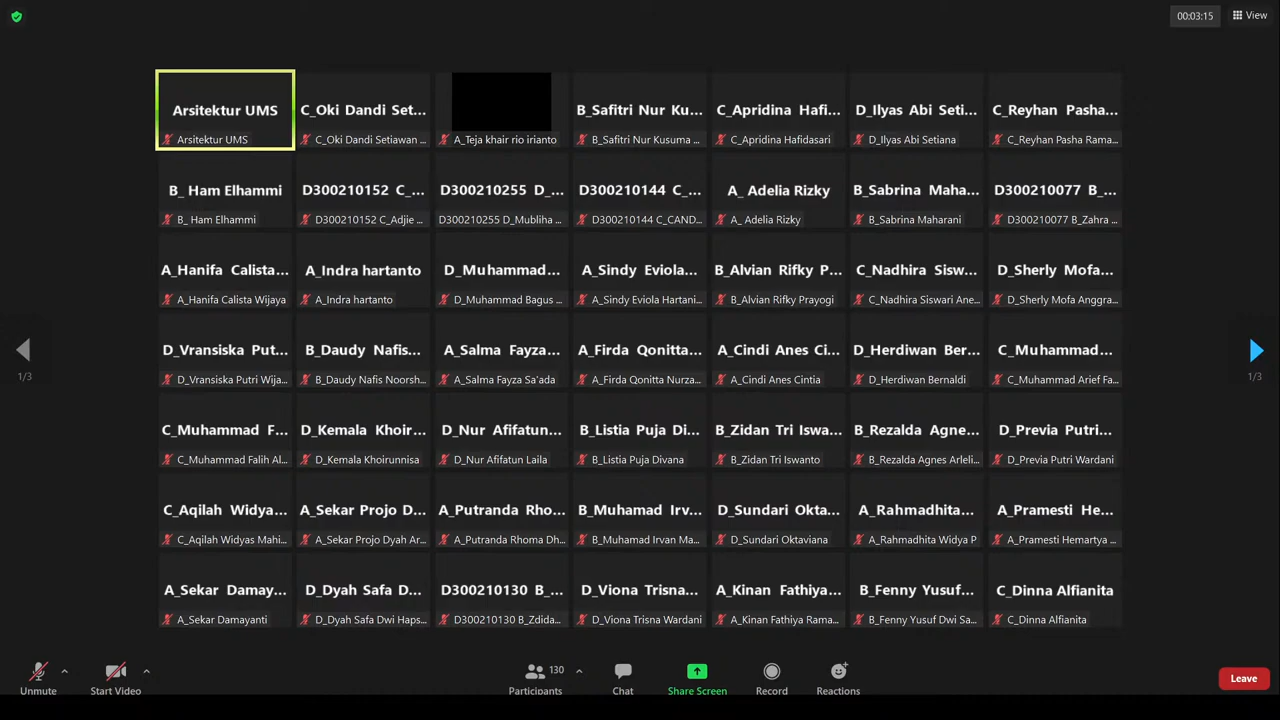 00:03:15 View
Arsitektur UMS C_Oki Dandi Set... B_Safitri Nur Ku... C_Apridina Hafi... D_Ilyas Abi Seti... C_Reyhan Pasha...
Arsitektur UMS C_Oki Dandi Setiawan ... A_Teja khair rio irianto B_Safitri Nur Kusuma ... C_Apridina Hafidasari D_Ilyas Abi Setiana C_Reyhan Pasha Rama...
B_ Ham Elhammi D300210152 C_... D300210255 D_... D300210144 C_... A_ Adelia Rizky B_Sabrina Maha... D300210077 B_...
B_ Ham Elhammi D300210152 C_Adjie ... D300210255 D_Mubliha ... D300210144 C_CAND... A_ Adelia Rizky B_Sabrina Maharani D300210077 B_Zahra ...
A_Hanifa Calista... A_Indra hartanto D_Muhammad... A_Sindy Eviola... B_Alvian Rifky P... C_Nadhira Sisw... D_Sherly Mofa...
A_Hanifa Calista Wijaya A_Indra hartanto D_Muhammad Bagus ... A_Sindy Eviola Hartani... B_Alvian Rifky Prayogi C_Nadhira Siswari Ane... D_Sherly Mofa Anggra...
D_Vransiska Put... B_Daudy Nafis... A_Salma Fayza... A_Firda Qonitta... A_Cindi Anes Ci... D_Herdiwan Ber... C_Muhammad...
1/3 D_Vransiska Putri Wija... B_Daudy Nafis Noorsh... A_Salma Fayza Sa'ada A_Firda Qonitta Nurza... A_Cindi Anes Cintia D_Herdiwan Bernaldi C_Muhammad Arief Fa... 1/3
C_Muhammad F... D_Kemala Khoir... D_Nur Afifatun... B_Listia Puja Di... B_Zidan Tri Iswa... B_Rezalda Agne... D_Previa Putri...
C_Muhammad Falih Al... D_Kemala Khoirunnisa D_Nur Afifatun Laila B_Listia Puja Divana B_Zidan Tri Iswanto B_Rezalda Agnes Arleli... D_Previa Putri Wardani
C_Aqilah Widya... A_Sekar Projo D... A_Putranda Rho... B_Muhamad Irv... D_Sundari Okta... A_Rahmadhita... A_Pramesti He...
C_Aqilah Widyas Mahi... A_Sekar Projo Dyah Ar... A_Putranda Rhoma Dh... B_Muhamad Irvan Ma... D_Sundari Oktaviana A_Rahmadhita Widya P A_Pramesti Hemartya ...
A_Sekar Damay... D_Dyah Safa D... D300210130 B_... D_Viona Trisna... A_Kinan Fathiya... B_Fenny Yusuf... C_Dinna Alfianita
A_Sekar Damayanti D_Dyah Safa Dwi Haps... D300210130 B_Zdida... D_Viona Trisna Wardani A_Kinan Fathiya Rama... B_Fenny Yusuf Dwi Sa... C_Dinna Alfianita
130
Unmute Start Video Participants Chat Share Screen Record Reactions Leave